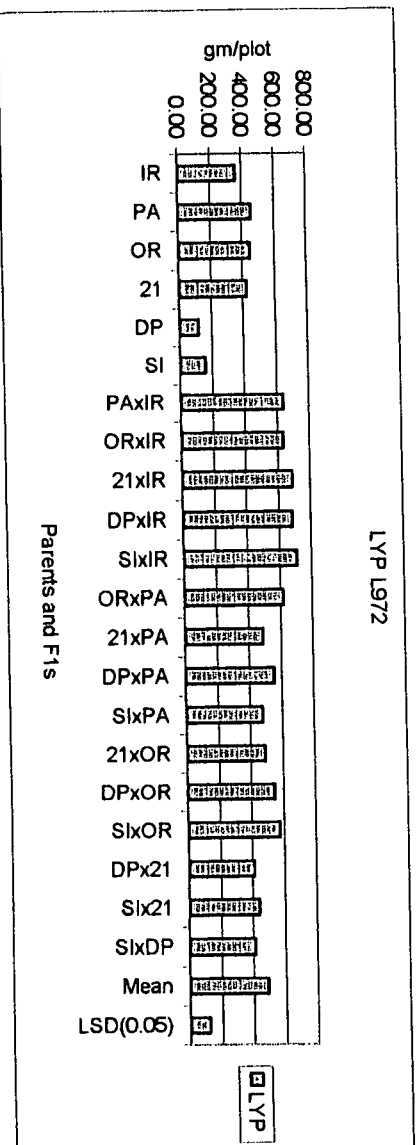 LYP L972
gm/plot
800.00
600.00
400.00
200.00
0.00
IR
PA
OR
21
DP
SI
PAxIR
ORxIR
21xIR
DPxIR
SIxIR
ORxPA
21xPA
DPxPA
SIxPA
21xOR
DPxOR
SIxOR
DPx21
SIx21
SIxDP
Mean
LSD(0.05)
Parents and F1s
LYP